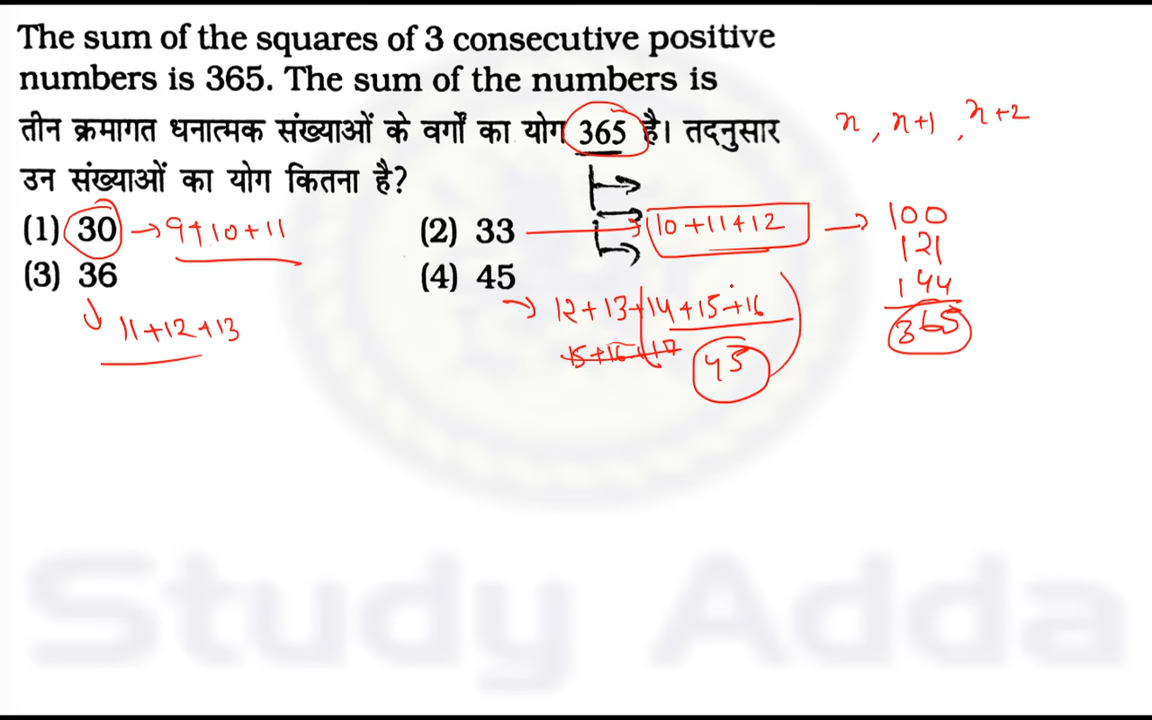 The sum of the squares of 3 consecutive positive
numbers is 365. The sum of the numbers is
तीन क्रमागत धनात्मक संख्याओं के वर्गों का योग 365 है। तदनुसार
उन संख्याओं का योग कितना है?
x, x+1, x+2
(1) 30 → 9+10+11
(2) 33 → 10+11+12 → 100
121
144
365
(3) 36
11+12+13
(4) 45
→ 12+13+14+15+16
15+16+17
45
Study Adda